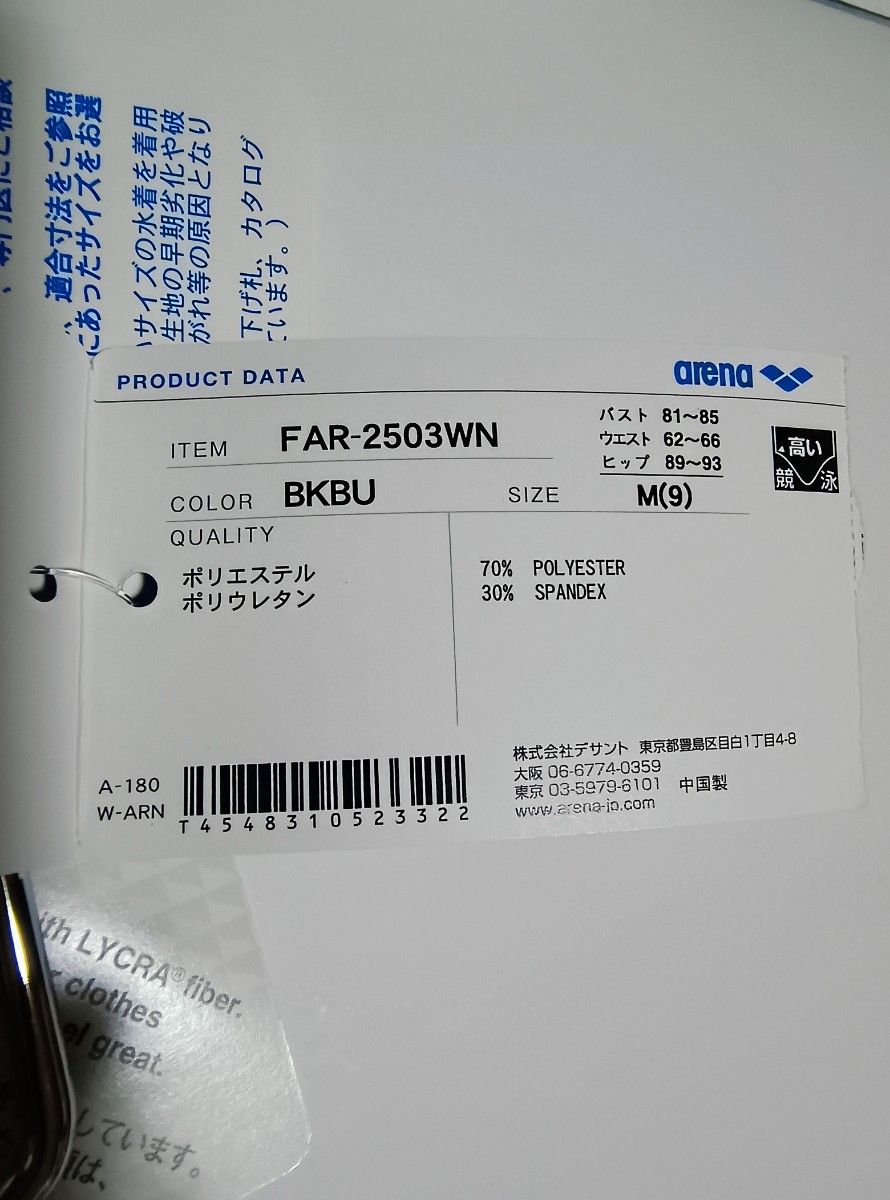 適合寸法をご参照
にあったサイズをお選
サイズの水着を着用
生地の早期劣化や破
がれ等の原因となり
下げ札、カタログ
ています。）
PRODUCT DATA
arena
ITEM FAR-2503WN
バスト 81～85
ウエスト 62～66
ヒップ 89～93
高い
競泳
COLOR BKBU
SIZE M(9)
QUALITY
ポリエステル 70% POLYESTER
ポリウレタン 30% SPANDEX
A-180
W-ARN
T4548310523322
株式会社デサント 東京都豊島区目白1丁目4-8
大阪 06-6774-0359
東京 03-5979-6101 中国製
www.arena-jp.com
LYCRA® fiber.
clothes
great.
しています。
は、